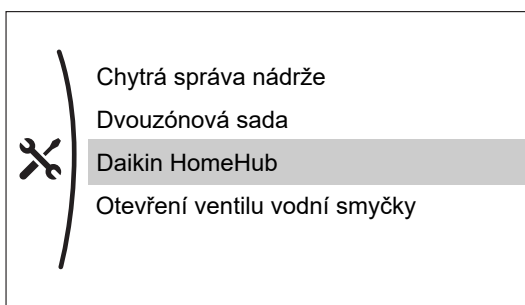 Chytrá správa nádrže
Dvouzónová sada
Daikin HomeHub
Otevření ventilu vodní smyčky